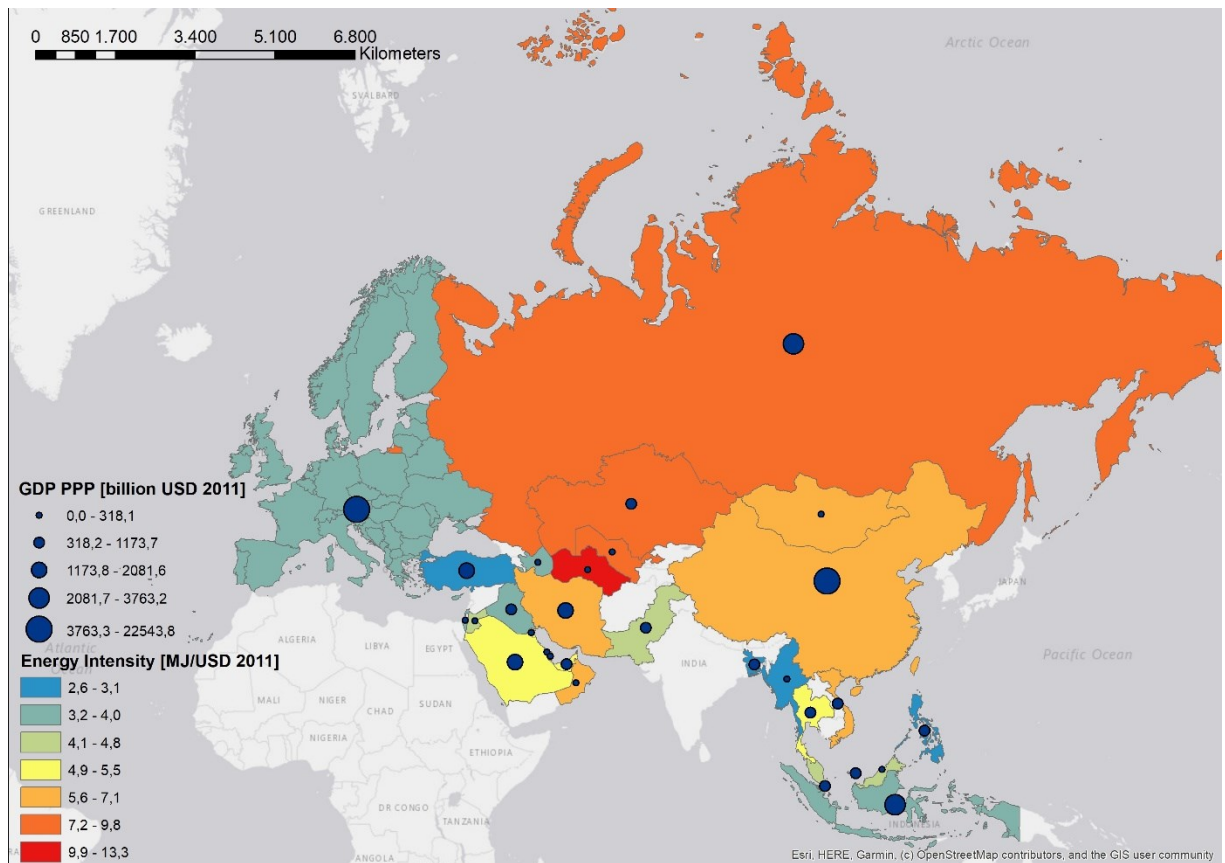 0 850 1.700 3.400 5.100 6.800
Kilometers
Arctic Ocean
SVALBARD
GREENLAND
GDP PPP [billion USD 2011]
0,0 - 318,1
318,2 - 1173,7
1173,8 - 2081,6
2081,7 - 3763,2
3763,3 - 22543,8
Energy Intensity [MJ/USD 2011]
2,6 - 3,1
3,2 - 4,0
4,1 - 4,8
4,9 - 5,5
5,6 - 7,1
7,2 - 9,8
9,9 - 13,3
JAPAN
ALGERIA
LIBYA
EGYPT
Atlantic
INDIA
Pacific Ocean
MALI
NIGER
CHAD
SUDAN
NIGERIA
ETHIOPIA
DR CONGO
TANZANIA
ANGOLA
INDONESIA
Esri, HERE, Garmin, (c) OpenStreetMap contributors, and the GIS user community